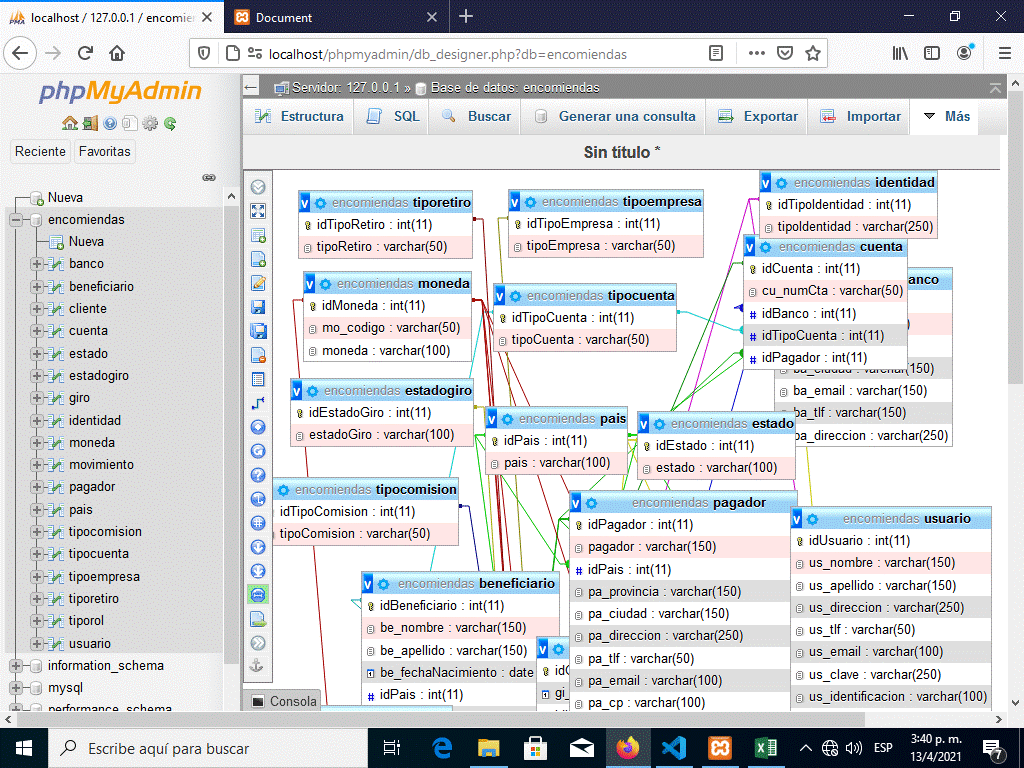 localhost / 127.0.0.1 / encomien
Document
localhost/phpmyadmin/db_designer.php?db=encomiendas
phpMyAdmin
Reciente
Favoritas
Nueva
encomiendas
Nueva
banco
beneficiario
cliente
cuenta
estado
estadogiro
giro
identidad
moneda
movimiento
pagador
pais
tipocomision
tipocuenta
tipoempresa
tiporetiro
tiporol
usuario
information_schema
mysql
performance_schema
Servidor: 127.0.0.1 » Base de datos: encomiendas
Estructura
SQL
Buscar
Generar una consulta
Exportar
Importar
Más
Sin título *
v encomiendas tiporetiro
idTipoRetiro : int(11)
tipoRetiro : varchar(50)
v encomiendas tipoempresa
idTipoEmpresa : int(11)
tipoEmpresa : varchar(50)
v encomiendas identidad
idTipoIdentidad : int(11)
tipoIdentidad : varchar(250)
v encomiendas moneda
idMoneda : int(11)
mo_codigo : varchar(50)
moneda : varchar(100)
v encomiendas tipocuenta
idTipoCuenta : int(11)
tipoCuenta : varchar(50)
v encomiendas cuenta
idCuenta : int(11)
cu_numCta : varchar(50)
# idBanco : int(11)
# idTipoCuenta : int(11)
# idPagador : int(11)
anco
ba_ciudad : varchar(150)
ba_email : varchar(150)
ba_tlf : varchar(150)
ba_direccion : varchar(250)
v encomiendas estadogiro
idEstadoGiro : int(11)
estadoGiro : varchar(100)
v encomiendas pais
idPais : int(11)
pais : varchar(100)
v encomiendas estado
idEstado : int(11)
estado : varchar(100)
encomiendas tipocomision
idTipoComision : int(11)
tipoComision : varchar(50)
v encomiendas pagador
idPagador : int(11)
pagador : varchar(150)
# idPais : int(11)
pa_provincia : varchar(150)
pa_ciudad : varchar(150)
pa_direccion : varchar(250)
pa_tlf : varchar(50)
pa_email : varchar(100)
pa_cp : varchar(100)
v encomiendas usuario
idUsuario : int(11)
us_nombre : varchar(150)
us_apellido : varchar(150)
us_direccion : varchar(250)
us_tlf : varchar(50)
us_email : varchar(100)
us_clave : varchar(250)
us_identificacion : varchar(100)
v encomiendas beneficiario
idBeneficiario : int(11)
be_nombre : varchar(150)
be_apellido : varchar(150)
be_fechaNacimiento : date
# idPais : int(11)
v
gi_
Consola
Escribe aquí para buscar
ESP
3:40 p. m.
13/4/2021
7